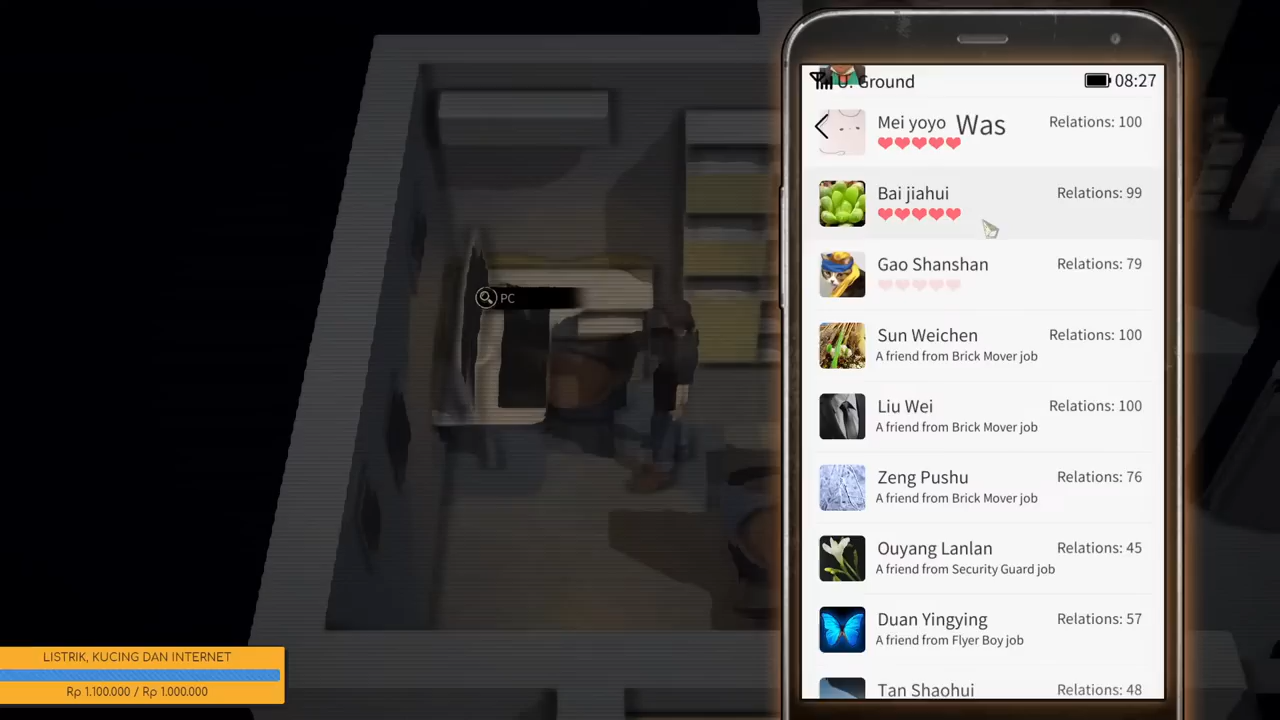 U. Ground
08:27
Mei yoyo
Was
Relations: 100
Bai jiahui
Relations: 99
Gao Shanshan
Relations: 79
Sun Weichen
Relations: 100
A friend from Brick Mover job
Liu Wei
Relations: 100
A friend from Brick Mover job
Zeng Pushu
Relations: 76
A friend from Brick Mover job
Ouyang Lanlan
Relations: 45
A friend from Security Guard job
Duan Yingying
Relations: 57
A friend from Flyer Boy job
Tan Shaohui
Relations: 48
PC
LISTRIK, KUCING DAN INTERNET
Rp 1.100.000 / Rp 1.000.000